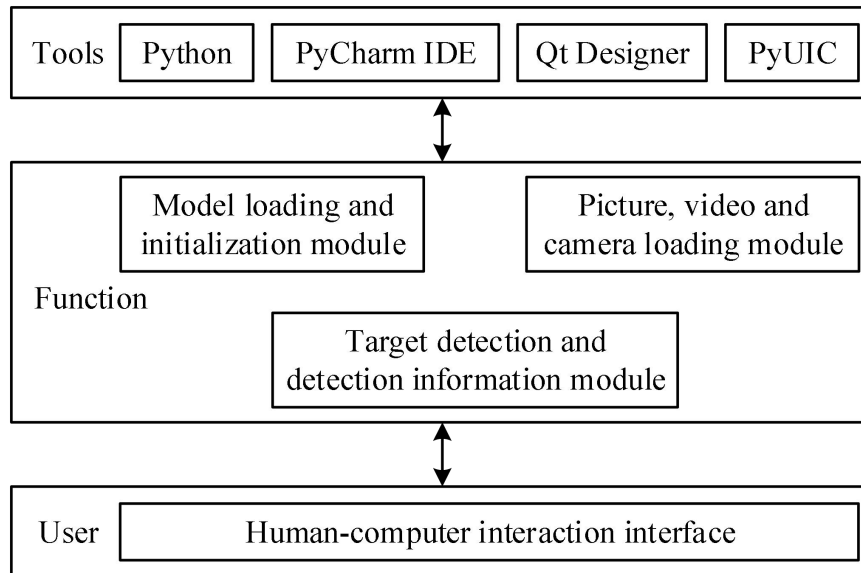 Tools Python PyCharm IDE Qt Designer PyUIC
Model loading and
initialization module
Picture, video and
camera loading module
Function
Target detection and
detection information module
User Human-computer interaction interface